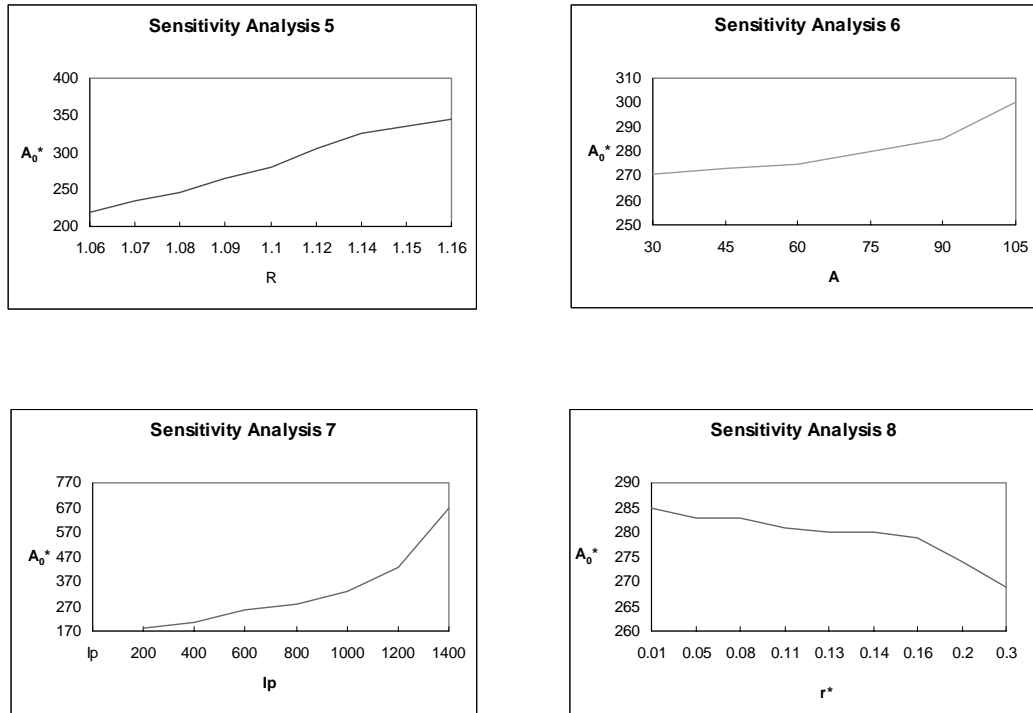 Sensitivity Analysis 5
400
350
A₀*
300
250
200
1.06 1.07 1.08 1.09 1.1 1.12 1.14 1.15 1.16
R
Sensitivity Analysis 6
310
300
290
A₀*
280
270
260
250
30 45 60 75 90 105
A
Sensitivity Analysis 7
770
670
570
A₀*
470
370
270
170
Ip 200 400 600 800 1000 1200 1400
Ip
Sensitivity Analysis 8
290
285
280
A₀*
275
270
265
260
0.01 0.05 0.08 0.11 0.13 0.14 0.16 0.2 0.3
r*